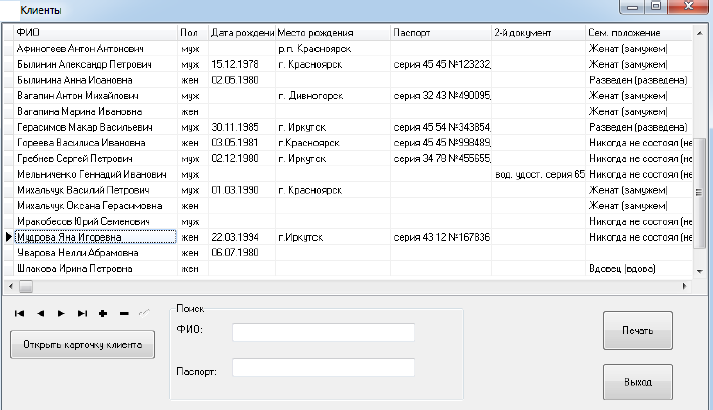 Клиенты
ФИО Пол Дата рождени Место рождения Паспорт 2-й документ Сем. положение
Афиногеев Антон Антонович муж р.п. Красноярск Женат (замужем)
Былинин Александр Петрович муж 15.12.1978 г. Красноярск серия 45 45 №123232, Женат (замужем)
Былинина Анна Иоановна жен 02.05.1980 Разведен (разведена)
Вагапин Антон Михайлович муж г. Дивногорск серия 32 43 №490095, Женат (замужем)
Вагапина Марина Ивановна жен Женат (замужем)
Герасимов Макар Васильевич муж 30.11.1985 г. Иркутск серия 45 54 №343854, Разведен (разведена)
Гореева Василиса Ивановна жен 03.05.1981 г.Красноярск серия 45 45 №998489, Никогда не состоял (не
Гребнев Сергей Петрович муж 02.12.1980 г. Иркутск серия 34 78 №455655, Никогда не состоял (не
Мельниченко Геннадий Иванович муж вод. удост. серия 65 Никогда не состоял (не
Михальчук Василий Петрович муж 01.03.1990 г. Красноярск Женат (замужем)
Михальчук Оксана Герасимовна жен Женат (замужем)
Мракобесов Юрий Семенович муж Никогда не состоял (не
Мудрова Яна Игоревна жен 22.03.1994 г.Иркутск серия 43 12 №167836 Никогда не состоял (не
Уварова Нелли Абрамовна жен 06.07.1980
Шлакова Ирина Петровна жен Вдовец (вдова)
Поиск
ФИО:
Печать
Открыть карточку клиента
Паспорт:
Выход